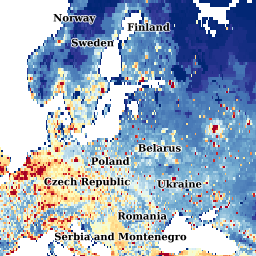 Norway
Finland
Sweden
Belarus
Poland
Czech Republic
Ukraine
Romania
Serbia and Montenegro